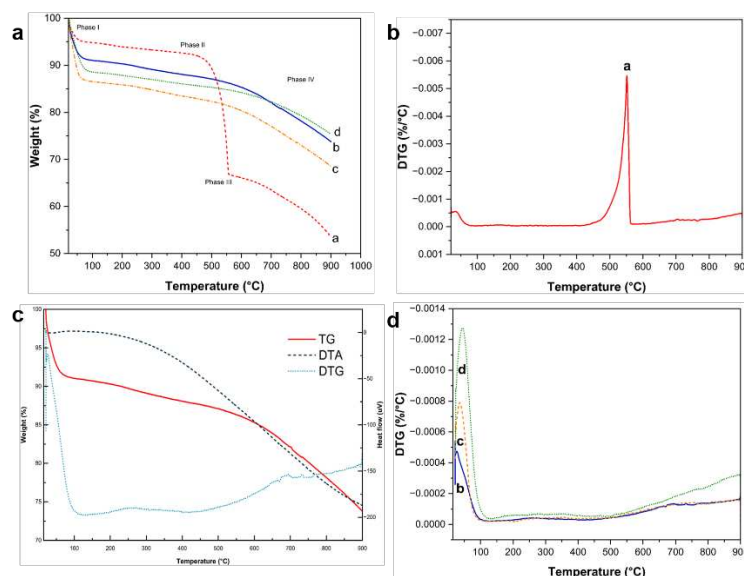 a
100
90
80
70
60
50
Weight (%)
Phase I
Phase II
Phase III
Phase IV
d
b
c
a
100 200 300 400 500 600 700 800 900
Temperature (°C)
b
−0.007
−0.006
−0.005
−0.004
−0.003
−0.002
−0.001
0.000
0.001
DTG (%/°C)
a
100 200 300 400 500 600 700 800 900
Temperature (°C)
c
100
95
90
85
80
75
70
Weight (%)
TG
DTA
DTG
0
-50
-100
-150
-200
Heat flow (uV)
100 200 300 400 500 600 700 800 900
Temperature (°C)
d
−0.0014
−0.0012
−0.0010
−0.0008
−0.0006
−0.0004
−0.0002
0.0000
DTG (%/°C)
d
c
b
100 200 300 400 500 600 700 800 900
Temperature (°C)